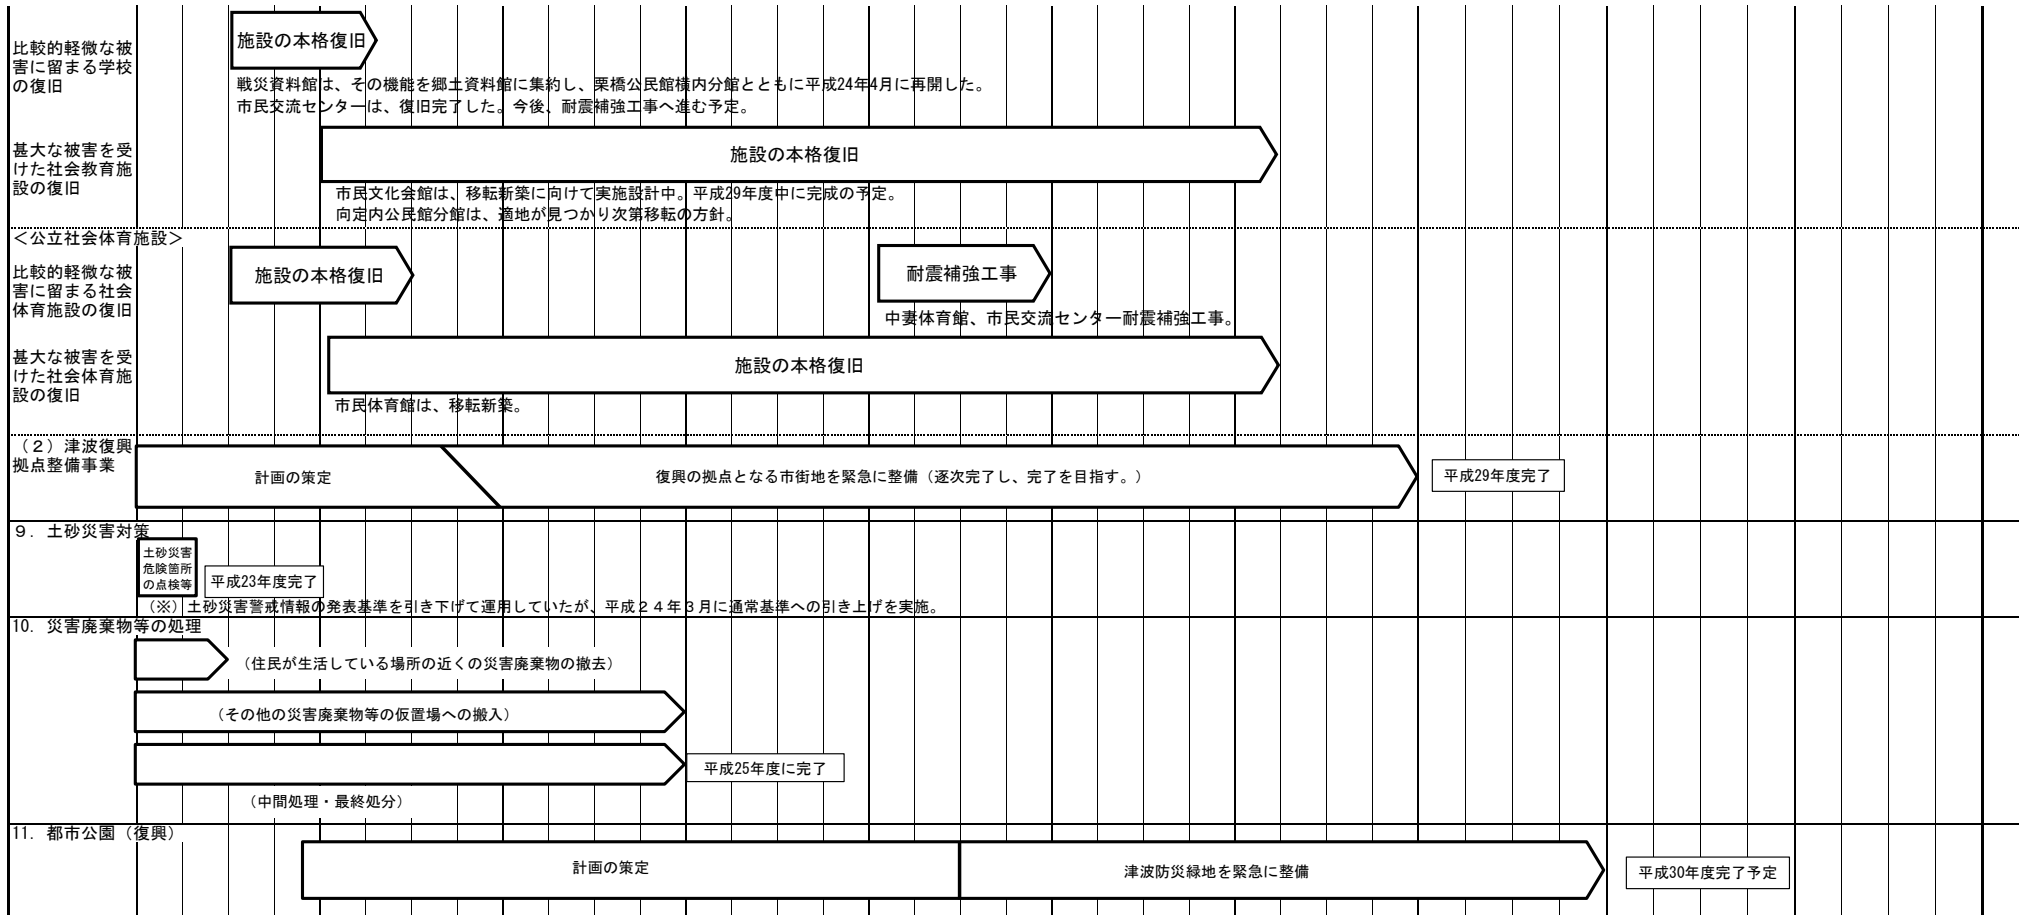 比較的軽微な被
害に留まる学校
の復旧
施設の本格復旧
戦災資料館は、その機能を郷土資料館に集約し、栗橋公民館横内分館とともに平成24年4月に再開した。
市民交流センターは、復旧完了した。今後、耐震補強工事へ進む予定。
甚大な被害を受
けた社会教育施
設の復旧
施設の本格復旧
市民文化会館は、移転新築に向けて実施設計中。平成29年度中に完成の予定。
向定内公民館分館は、適地が見つかり次第移転の方針。
＜公立社会体育施設＞
比較的軽微な被
害に留まる社会
体育施設の復旧
施設の本格復旧
耐震補強工事
中妻体育館、市民交流センター耐震補強工事。
甚大な被害を受
けた社会体育施
設の復旧
施設の本格復旧
市民体育館は、移転新築。
（２）津波復興
拠点整備事業
計画の策定
復興の拠点となる市街地を緊急に整備（逐次完了し、完了を目指す。）
平成29年度完了
９．土砂災害対策
土砂災害
危険箇所
の点検等
平成23年度完了
（※）土砂災害警戒情報の発表基準を引き下げて運用していたが、平成２４年３月に通常基準への引き上げを実施。
10．災害廃棄物等の処理
（住民が生活している場所の近くの災害廃棄物の撤去）
（その他の災害廃棄物等の仮置場への搬入）
平成25年度に完了
（中間処理・最終処分）
11．都市公園（復興）
計画の策定
津波防災緑地を緊急に整備
平成30年度完了予定